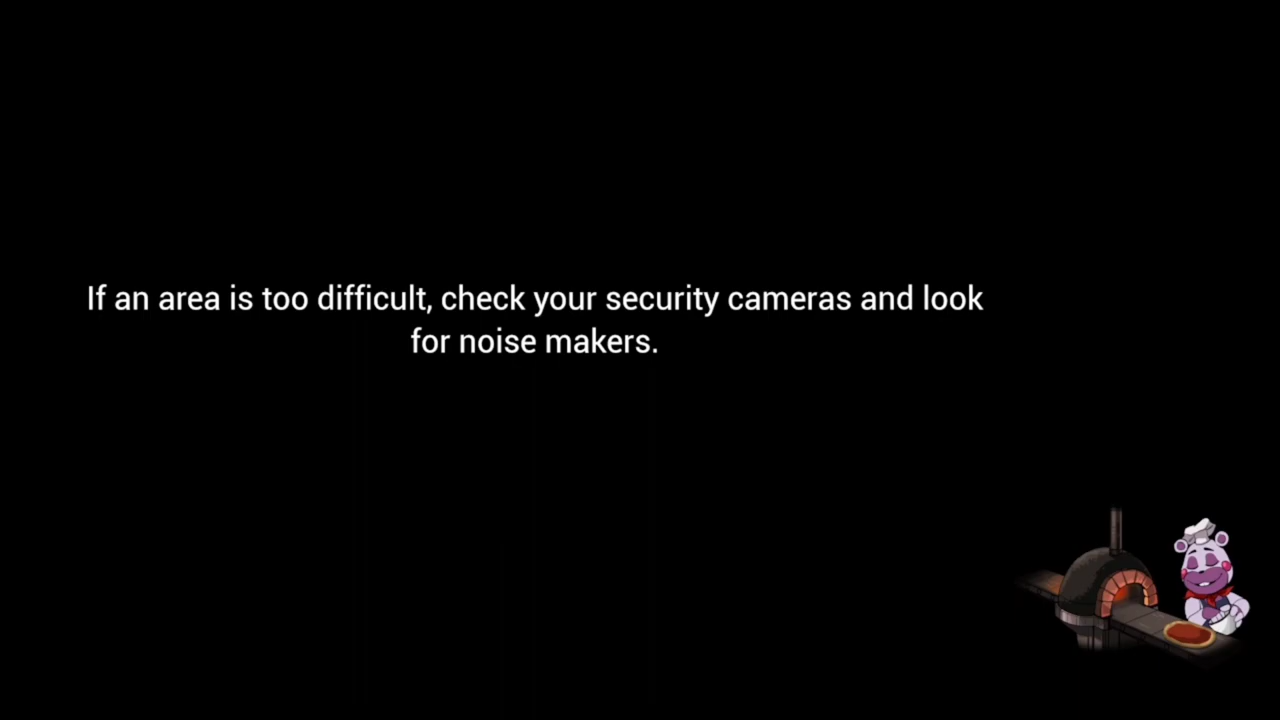 If an area is too difficult, check your security cameras and look
for noise makers.